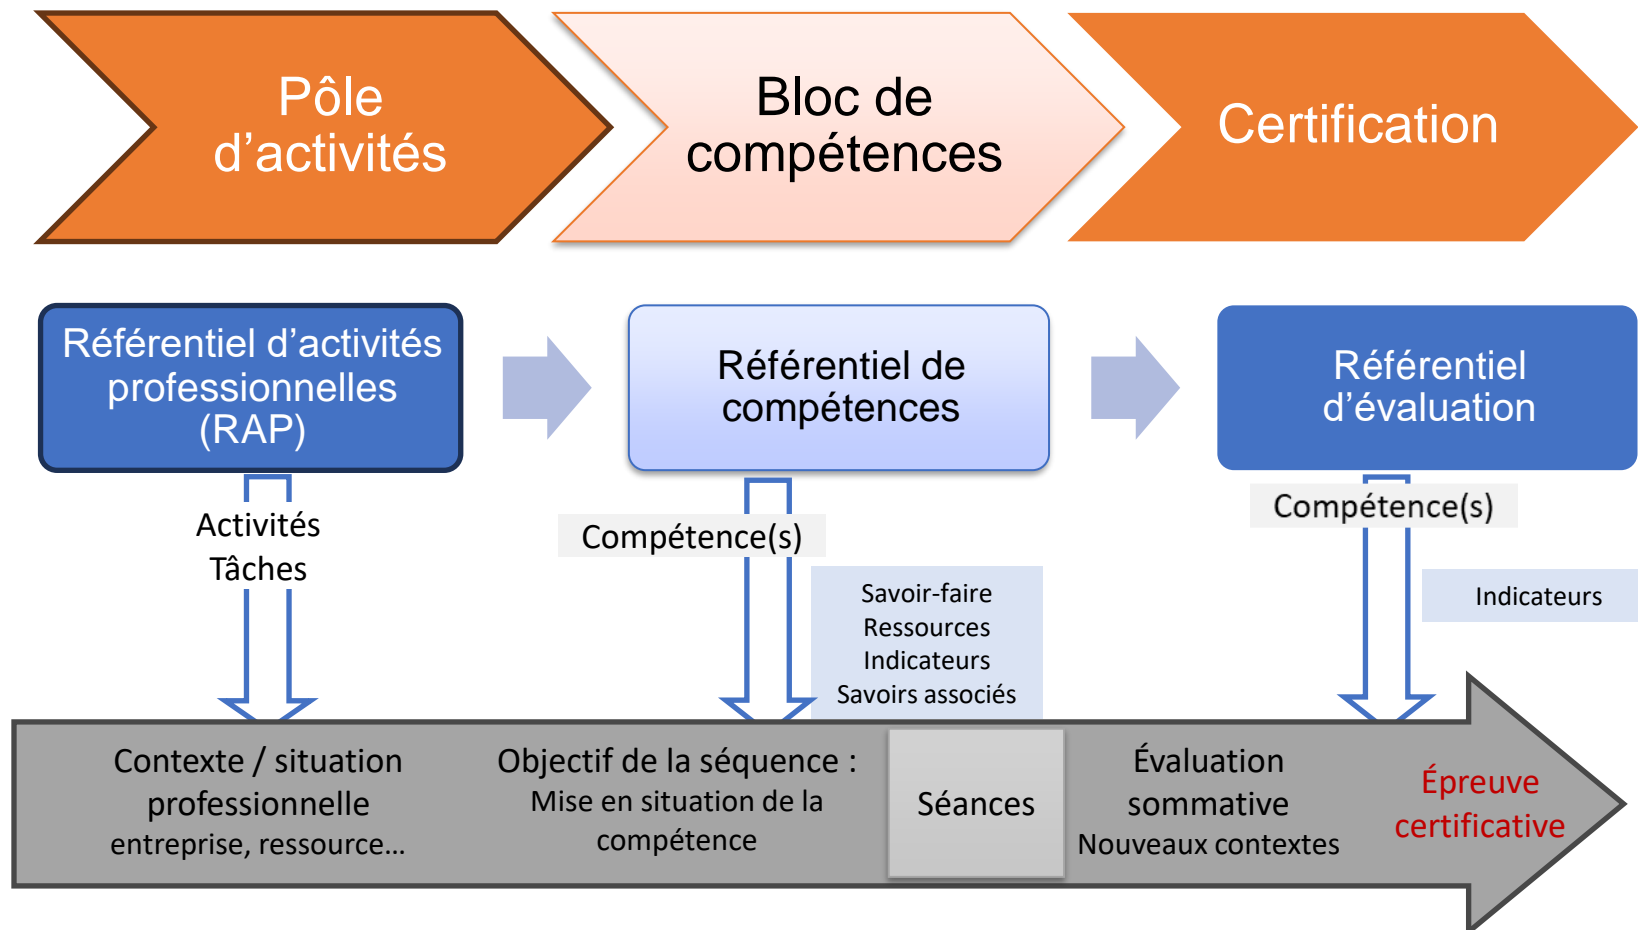 Pôle
d’activités
Bloc de
compétences
Certification
Référentiel d’activités
professionnelles
(RAP)
Référentiel de
compétences
Référentiel
d’évaluation
Activités
Tâches
Compétence(s)
Savoir-faire
Ressources
Indicateurs
Savoirs associés
Compétence(s)
Indicateurs
Contexte / situation
professionnelle
entreprise, ressource…
Objectif de la séquence :
Mise en situation de la
compétence
Séances
Évaluation
sommative
Nouveaux contextes
Épreuve
certificative